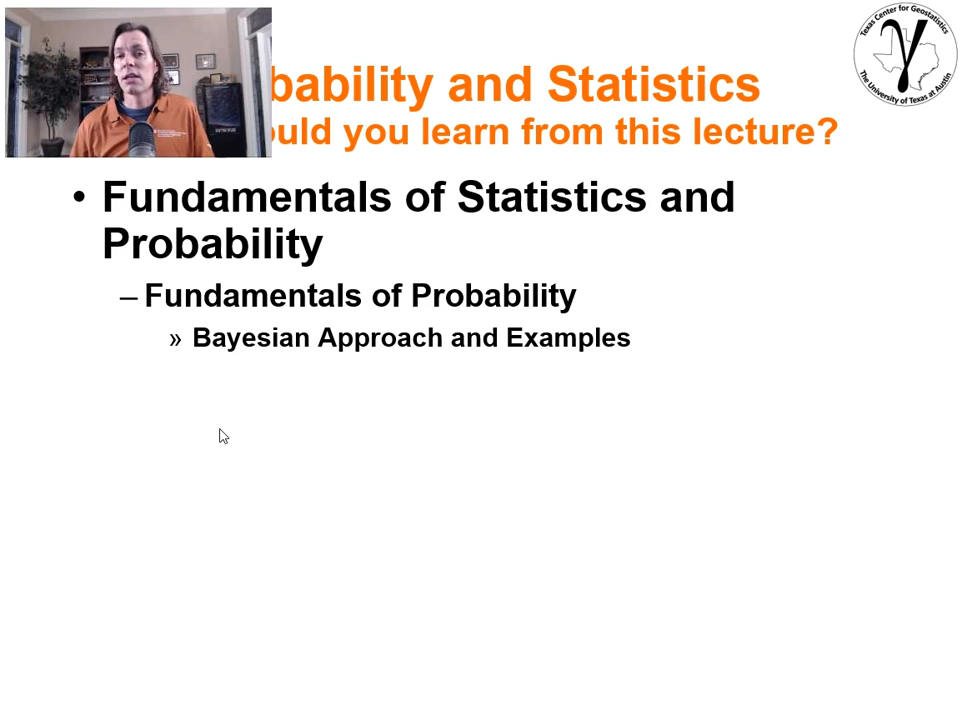 bability and Statistics
ould you learn from this lecture?
• Fundamentals of Statistics and
Probability
– Fundamentals of Probability
» Bayesian Approach and Examples
Texas Center for Geostatistics
γ
The University of Texas at Austin